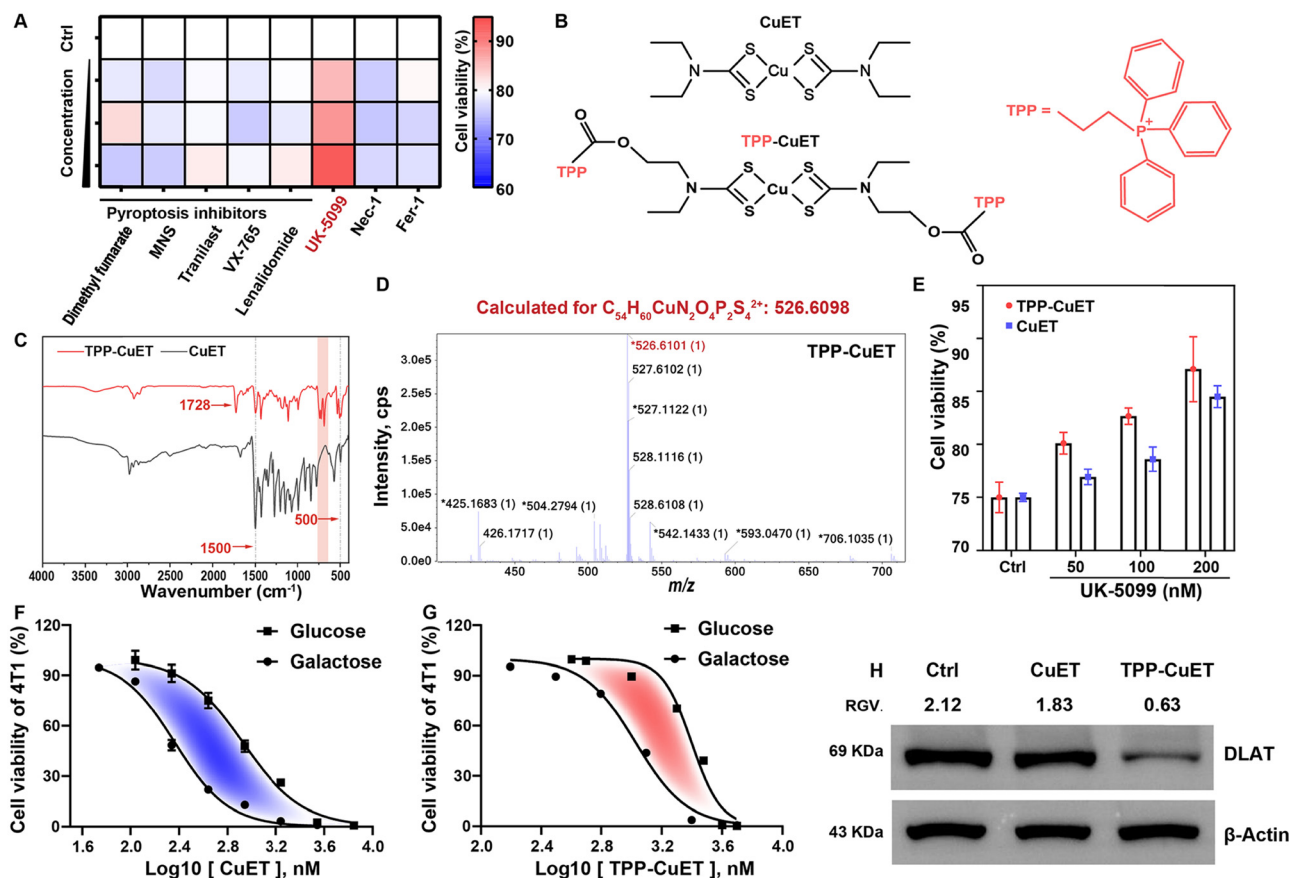 A
Ctrl
Concentration
Cell viability (%)
90
80
70
60
Pyroptosis inhibitors
Dimethyl fumarate
MNS
Tranilast
VX-765
Lenalidomide
UK-5099
Nec-1
Fer-1
B
CuET
N
S
S
Cu
S
S
N
TPP-CuET
O
O
TPP
N
S
S
Cu
S
S
N
TPP
O
O
TPP =
P+
C
TPP-CuET
CuET
1728
500
1500
4000 3500 3000 2500 2000 1500 1000 500
Wavenumber (cm-1)
D
Calculated for C54H60CuN2O4P2S4 2+: 526.6098
TPP-CuET
Intensity, cps
3.0e5
2.5e5
2.0e5
1.5e5
1.0e5
5.0e4
0.0e0
*526.6101 (1)
527.6102 (1)
*527.1122 (1)
528.1116 (1)
528.6108 (1)
*425.1683 (1)
426.1717 (1)
*504.2794 (1)
*542.1433 (1)
*593.0470 (1)
*706.1035 (1)
450 500 550 600 650 700
m/z
E
TPP-CuET
CuET
Cell viability (%)
95
90
85
80
75
70
Ctrl 50 100 200
UK-5099 (nM)
F
Glucose
Galactose
Cell viability of 4T1 (%)
120
90
60
30
0
1.6 2.0 2.4 2.8 3.2 3.6 4.0
Log10 [ CuET ], nM
G
Glucose
Galactose
Cell viability of 4T1 (%)
120
90
60
30
0
2.0 2.4 2.8 3.2 3.6 4.0
Log10 [ TPP-CuET ], nM
H
Ctrl CuET TPP-CuET
RGV. 2.12 1.83 0.63
69 KDa
DLAT
43 KDa
β-Actin